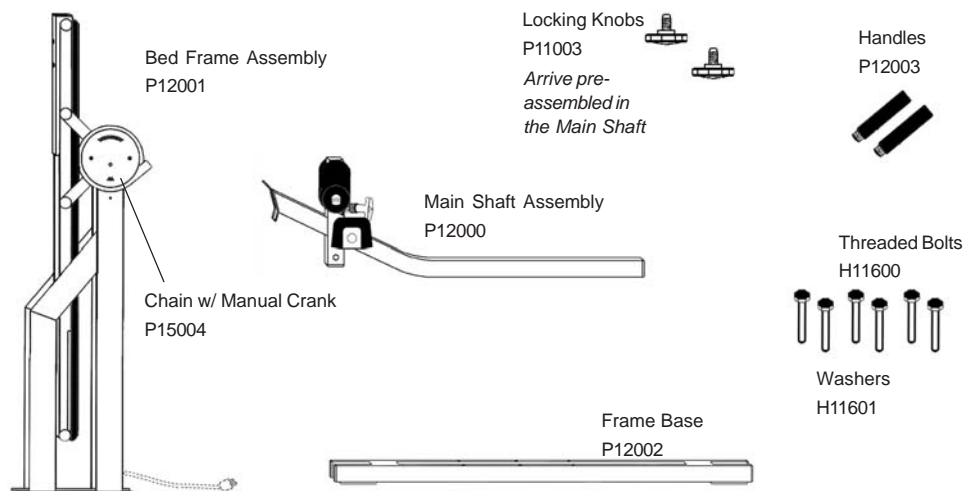 Bed Frame Assembly
P12001
Chain w/ Manual Crank
P15004
Locking Knobs
P11003
Arrive pre-
assembled in
the Main Shaft
Main Shaft Assembly
P12000
Frame Base
P12002
Handles
P12003
Threaded Bolts
H11600
Washers
H11601